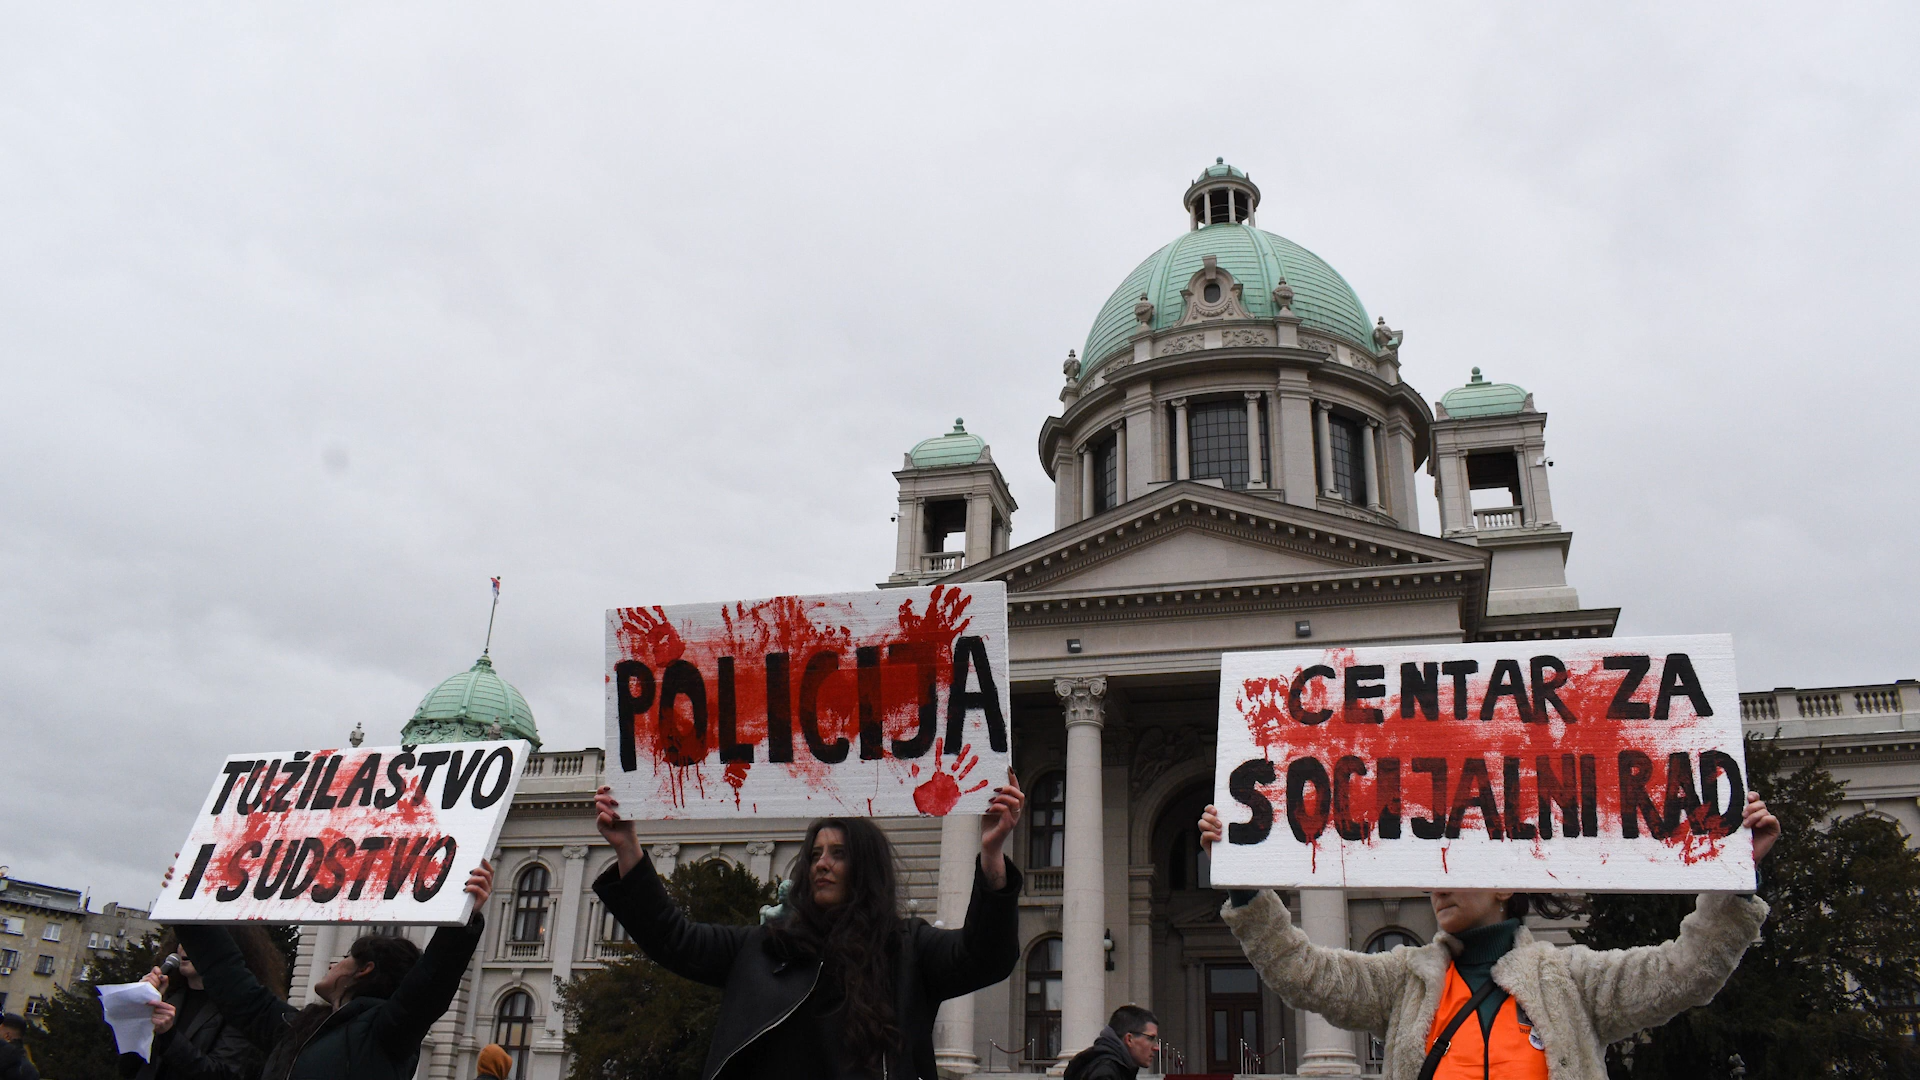 TUŽILAŠTVO
I SUDSTVO
POLICIJA
CENTAR ZA
SOCIJALNI RAD